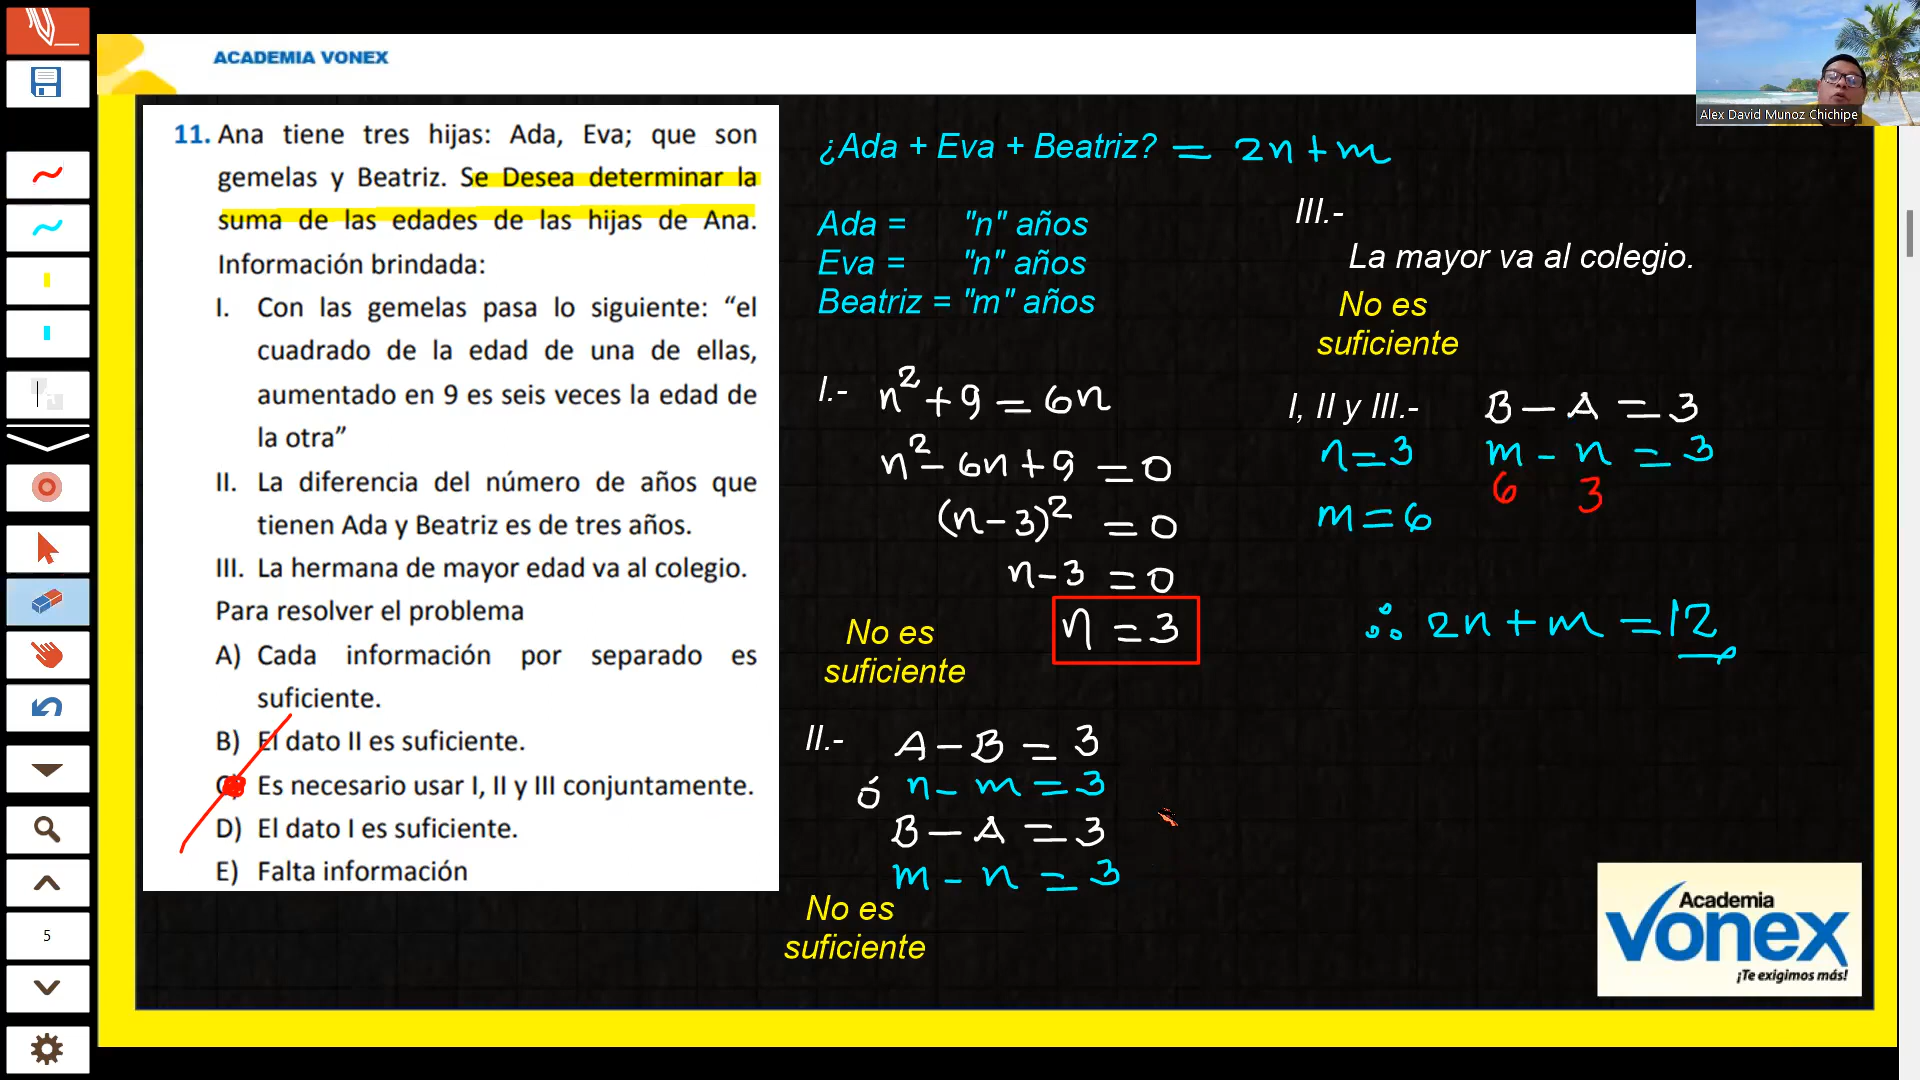 ACADEMIA VONEX
Alex David Munoz Chichipe
11. Ana tiene tres hijas: Ada, Eva; que son
gemelas y Beatriz. Se Desea determinar la
suma de las edades de las hijas de Ana.
Información brindada:
I. Con las gemelas pasa lo siguiente: “el
cuadrado de la edad de una de ellas,
aumentado en 9 es seis veces la edad de
la otra”
II. La diferencia del número de años que
tienen Ada y Beatriz es de tres años.
III. La hermana de mayor edad va al colegio.
Para resolver el problema
A) Cada información por separado es
suficiente.
B) El dato II es suficiente.
C) Es necesario usar I, II y III conjuntamente.
D) El dato I es suficiente.
E) Falta información
¿Ada + Eva + Beatriz? = 2n + m
Ada = "n" años
Eva = "n" años
Beatriz = "m" años
I.- n² + 9 = 6n
n² - 6n + 9 = 0
(n - 3)² = 0
n - 3 = 0
n = 3
No es
suficiente
II.- A - B = 3
ó n - m = 3
B - A = 3
m - n = 3
No es
suficiente
III.-
La mayor va al colegio.
No es
suficiente
I, II y III.- B - A = 3
n = 3 m - n = 3
6 3
m = 6
∴ 2n + m = 12
Academia
Vonex
¡Te exigimos más!
5